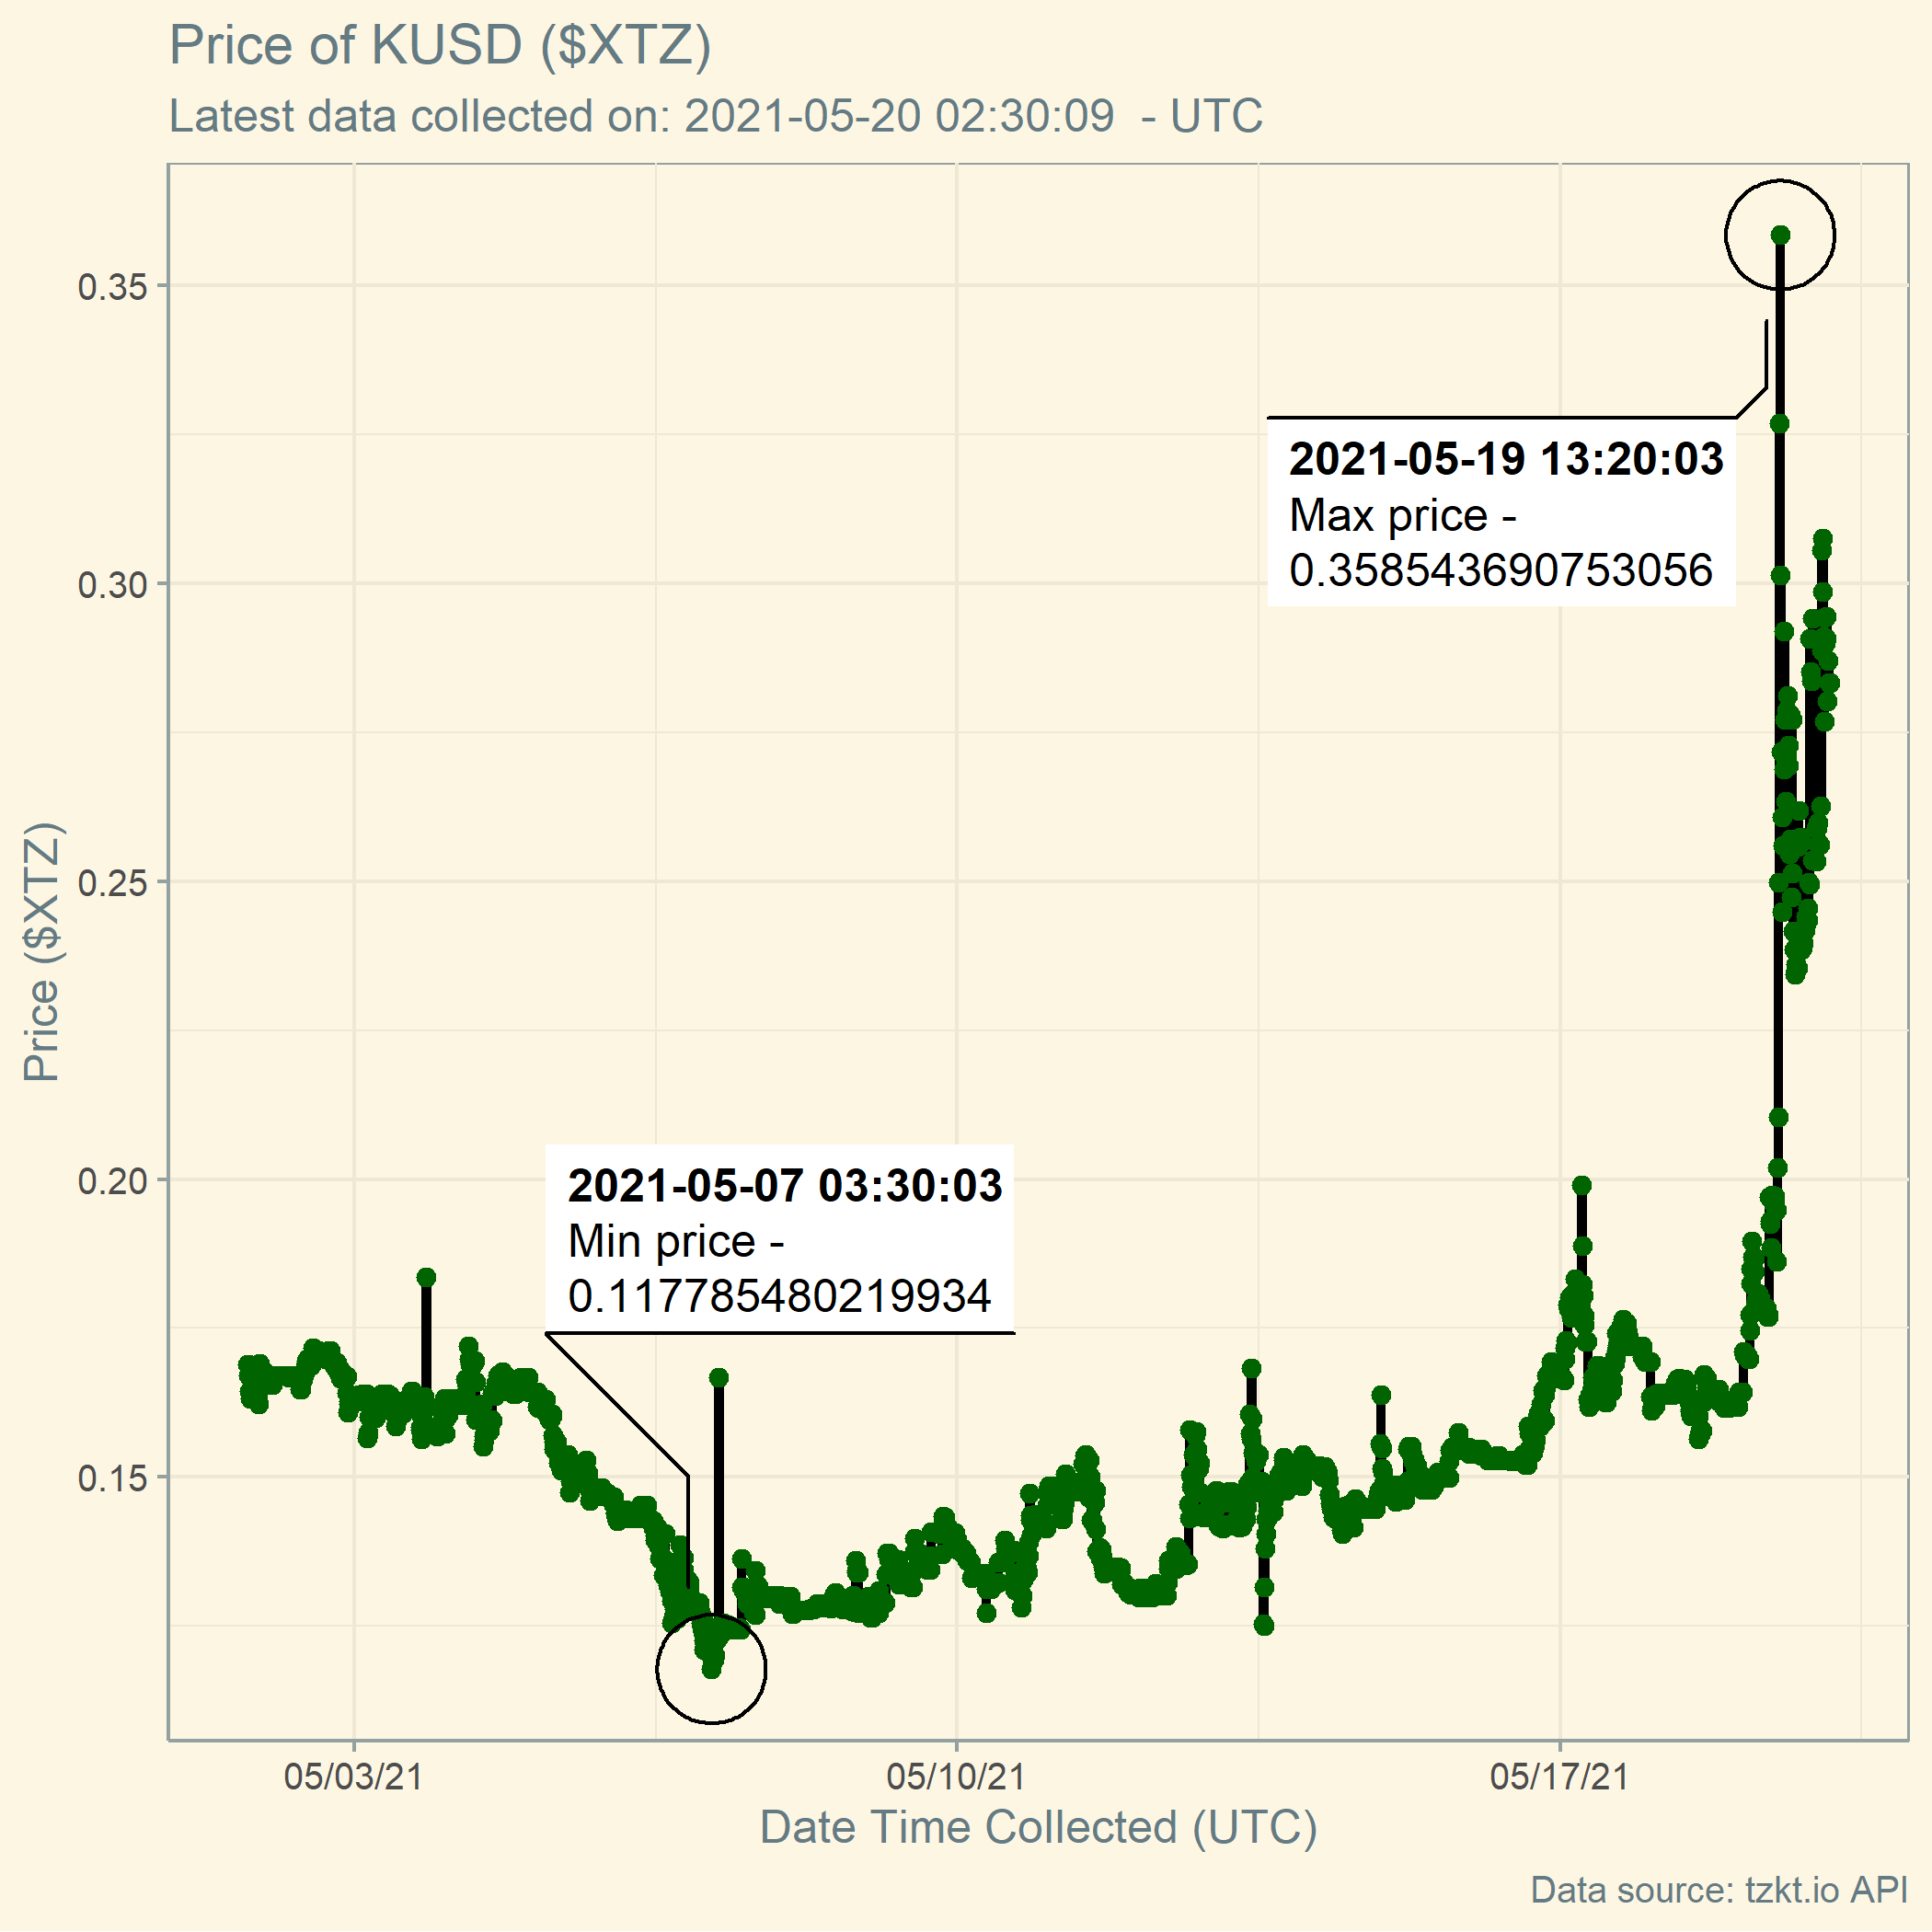 Price of KUSD ($XTZ)
Latest data collected on: 2021-05-20 02:30:09  - UTC
0.35
0.30
0.25
0.20
0.15
Price ($XTZ)
2021-05-19 13:20:03
Max price -
0.358543690753056
2021-05-07 03:30:03
Min price -
0.117785480219934
05/03/21
05/10/21
05/17/21
Date Time Collected (UTC)
Data source: tzkt.io API